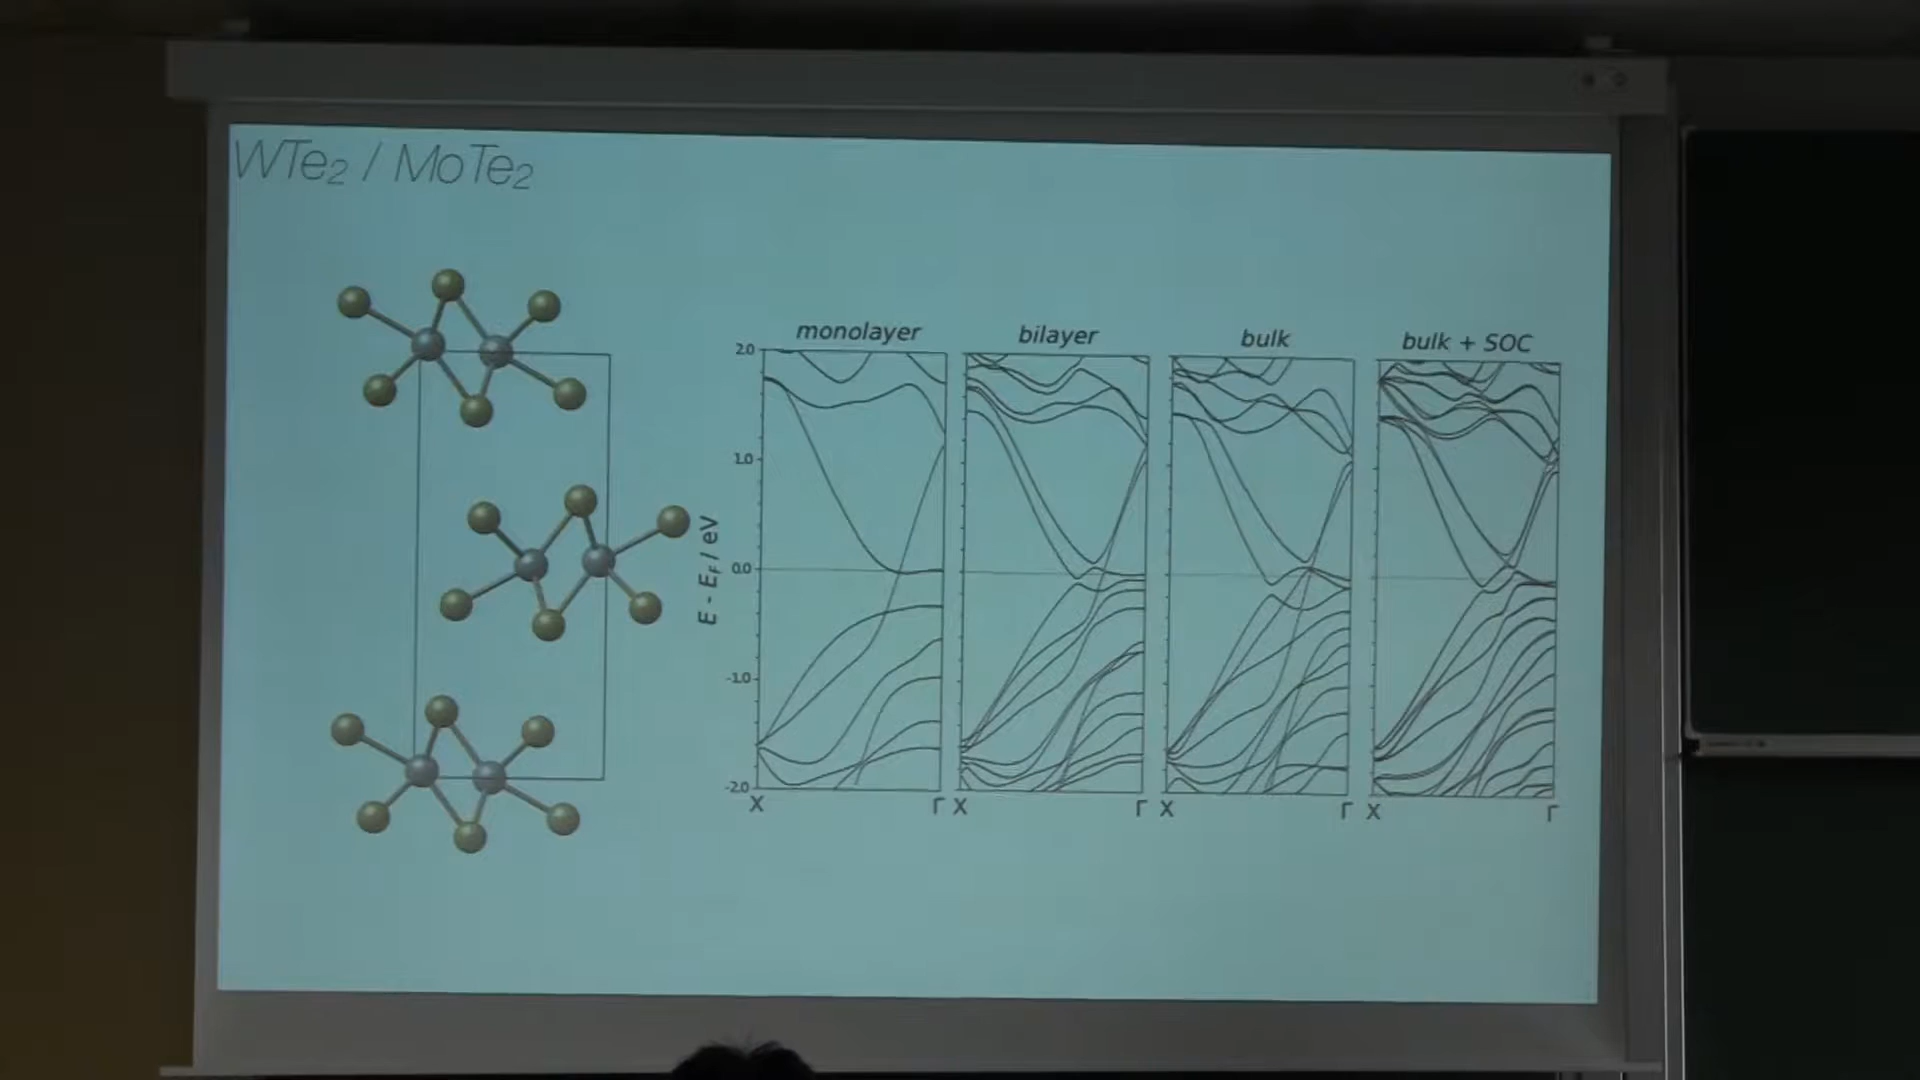 WTe₂ / MoTe₂
monolayer
bilayer
bulk
bulk + SOC
E - E_F / eV
2.0
1.0
0.0
-1.0
-2.0
X Γ X Γ X Γ X Γ